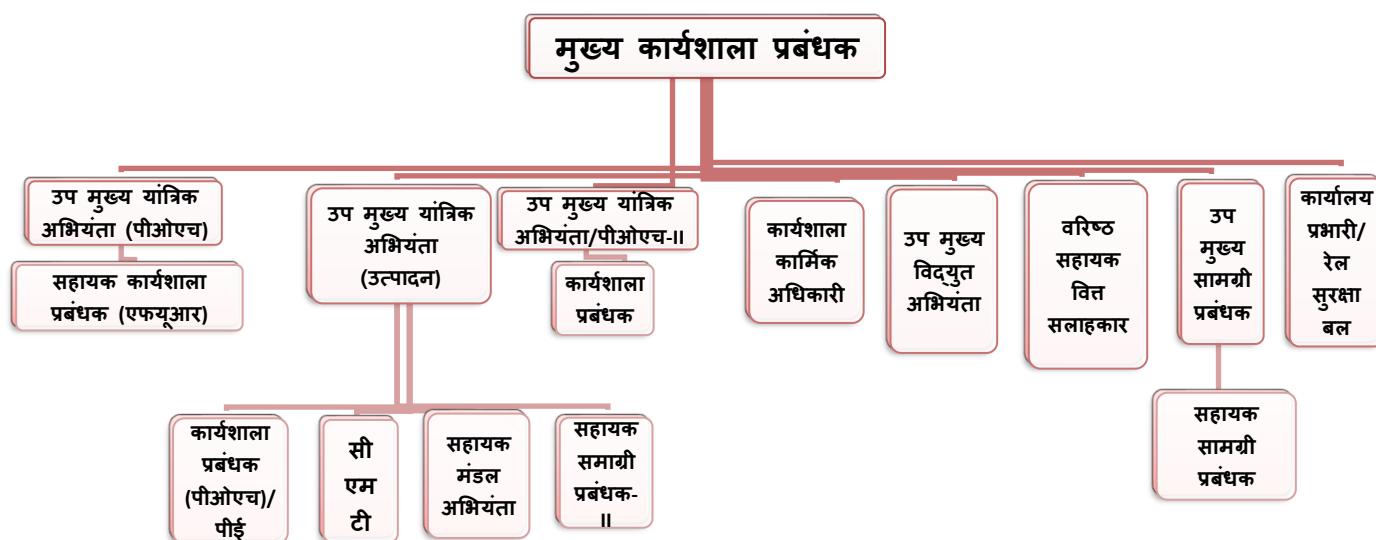 मुख्य कार्यशाला प्रबंधक
उप मुख्य यांत्रिक
अभियंता (पीओएच)
सहायक कार्यशाला
प्रबंधक (एफयूआर)
उप मुख्य यांत्रिक
अभियंता
(उत्पादन)
कार्यशाला
प्रबंधक
(पीओएच)/
पीई
सी
एम
टी
सहायक
मंडल
अभियंता
सहायक
समाग्री
प्रबंधक-
II
उप मुख्य यांत्रिक
अभियंता/पीओएच-II
कार्यशाला
प्रबंधक
कार्यशाला
कार्मिक
अधिकारी
उप मुख्य
विद्‌युत
अभियंता
वरिष्ठ
सहायक
वित्त
सलाहकार
उप
मुख्य
सामग्री
प्रबंधक
सहायक
सामग्री
प्रबंधक
कार्यालय
प्रभारी/
रेल
सुरक्षा
बल